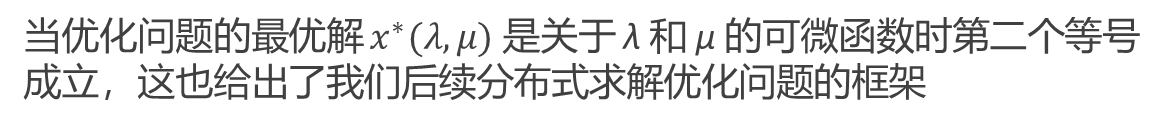 当优化问题的最优解 x*(λ, μ) 是关于 λ 和 μ 的可微函数时第二个等号
成立，这也给出了我们后续分布式求解优化问题的框架